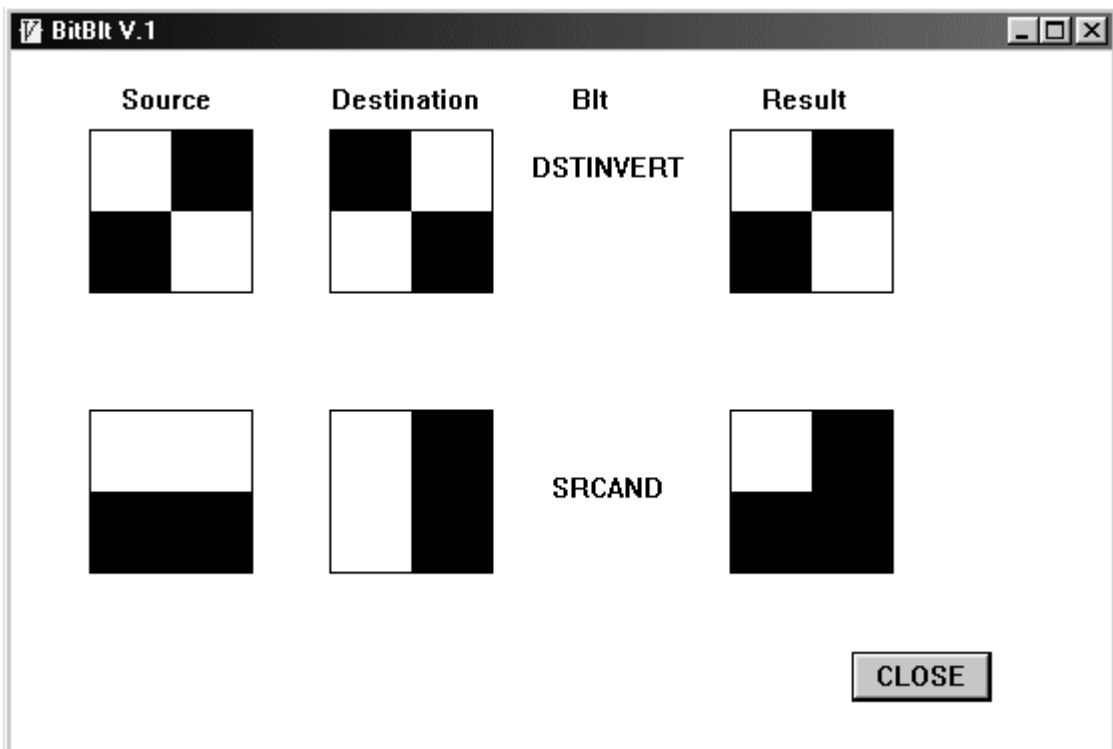 BitBlt V.1
Source Destination Blt Result
DSTINVERT
SRCAND
CLOSE